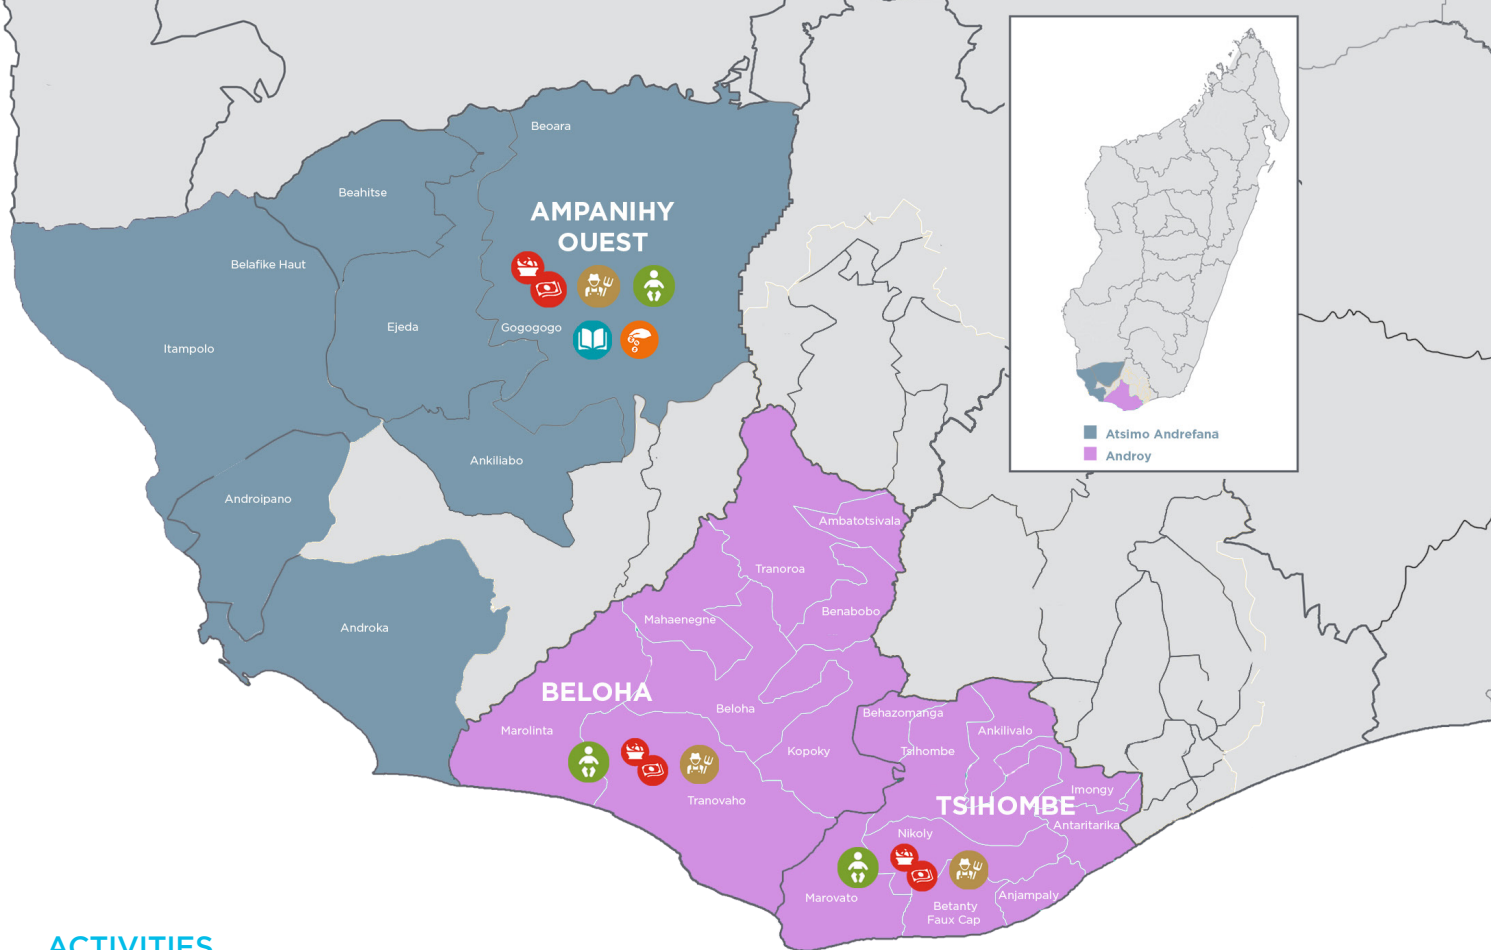 Beoara
Beahitse
AMPANIHY
OUEST
Belafike Haut
Ejeda
Gogogogo
Itampolo
Ankiliabo
Androipano
Androka
Atsimo Andrefana
Androy
Ambatotsivala
Tranoroa
Benabobo
Mahaenegne
BELOHA
Beloha
Marolinta
Kopoky
Tranovaho
Behazomanga
Ankilivalo
Tsihombe
Imongy
TSIHOMBE
Antaritarika
Nikoly
Marovato
Betanty
Faux Cap
Anjampaly
ACTIVITIES